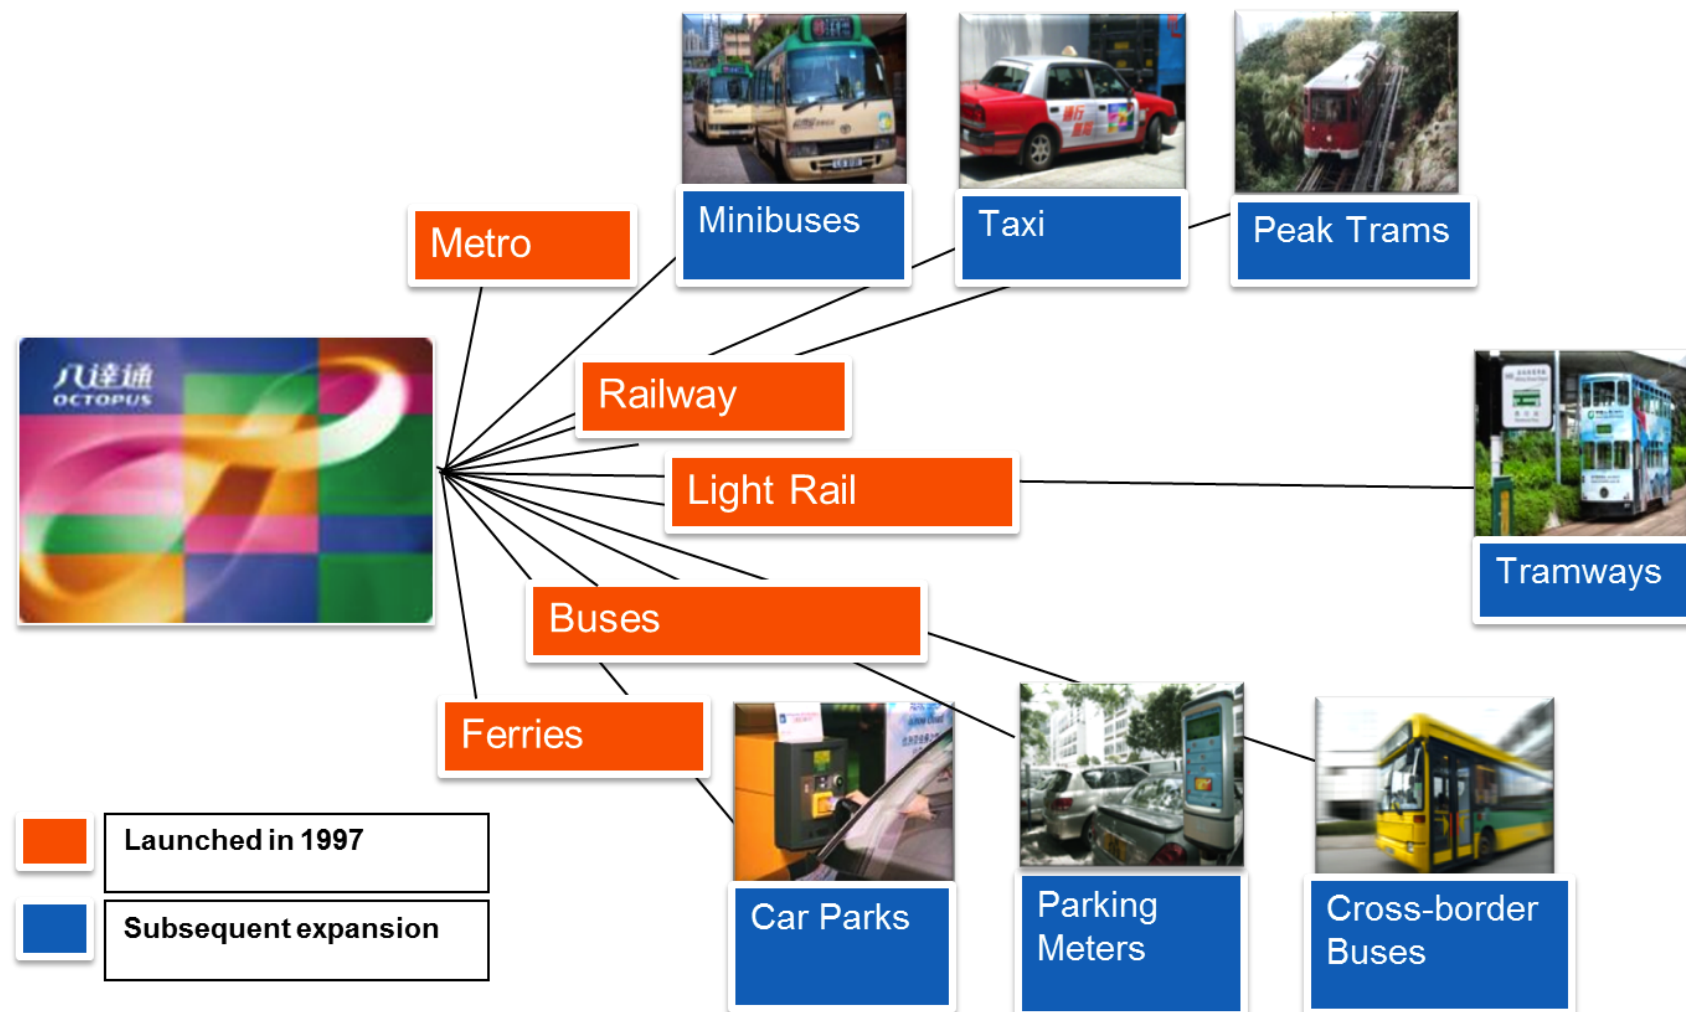 Minibuses
Taxi
Peak Trams
Metro
八達通
OCTOPUS
Railway
Light Rail
Tramways
Buses
Ferries
Launched in 1997
Subsequent expansion
Car Parks
Parking
Meters
Cross-border
Buses